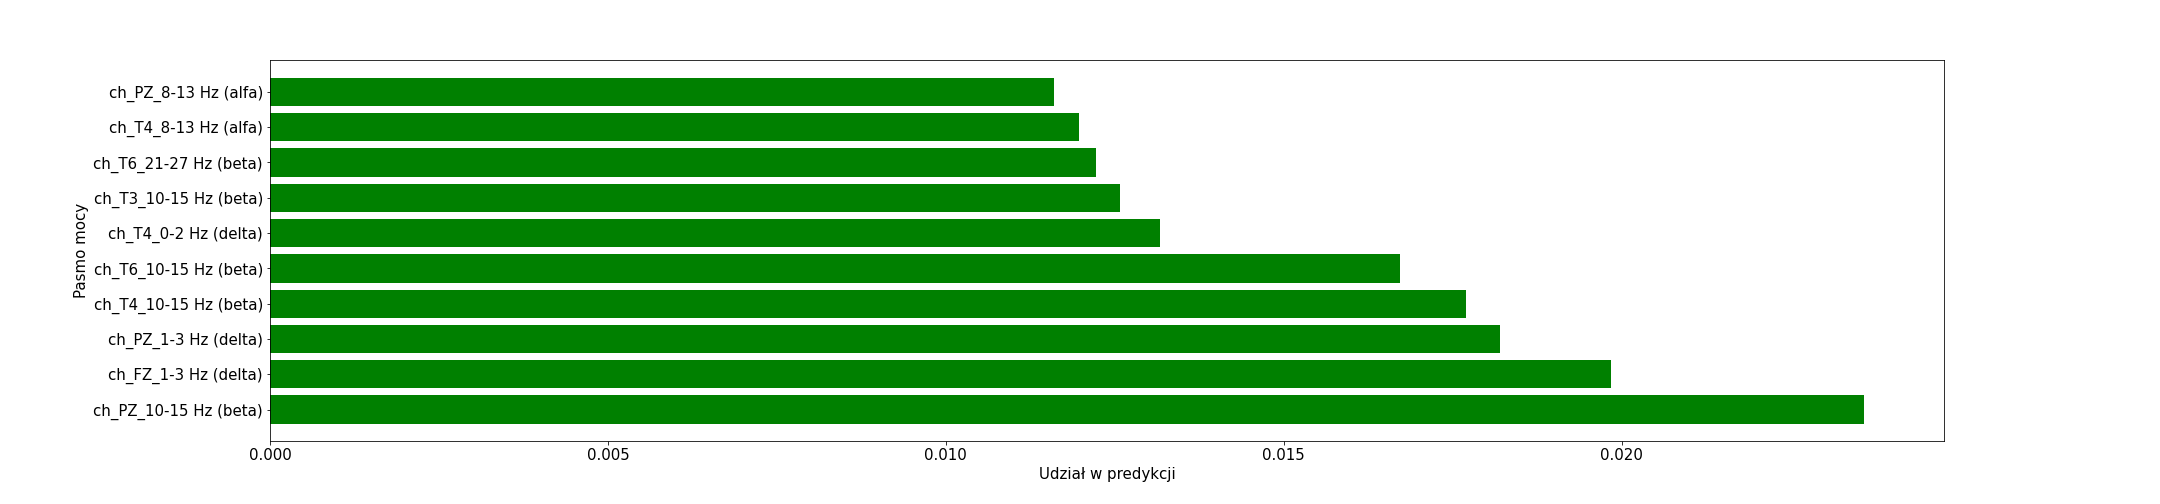 Pasmo mocy
ch_PZ_8-13 Hz (alfa)
ch_T4_8-13 Hz (alfa)
ch_T6_21-27 Hz (beta)
ch_T3_10-15 Hz (beta)
ch_T4_0-2 Hz (delta)
ch_T6_10-15 Hz (beta)
ch_T4_10-15 Hz (beta)
ch_PZ_1-3 Hz (delta)
ch_FZ_1-3 Hz (delta)
ch_PZ_10-15 Hz (beta)
0.000 0.005 0.010 0.015 0.020
Udział w predykcji